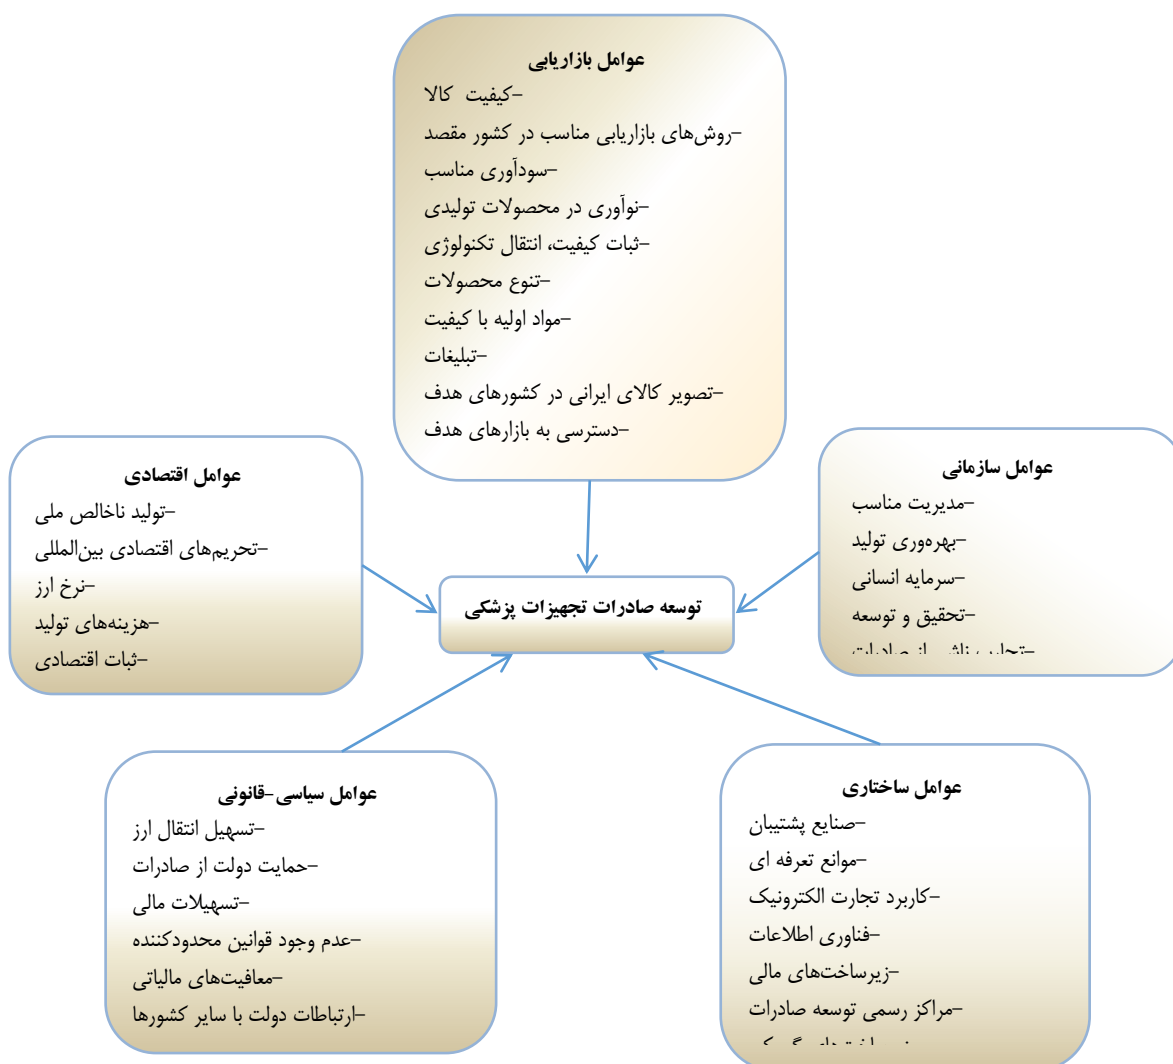 عوامل بازاریابی
-کیفیت کالا
-روش‌های بازاریابی مناسب در کشور مقصد
-سودآوری مناسب
-نوآوری در محصولات تولیدی
-ثبات کیفیت، انتقال تکنولوژی
-تنوع محصولات
-مواد اولیه با کیفیت
-تبلیغات
-تصویر کالای ایرانی در کشورهای هدف
-دسترسی به بازارهای هدف
عوامل سازمانی
-مدیریت مناسب
-بهره‌وری تولید
-سرمایه انسانی
-تحقیق و توسعه
-تجارب ناشی از صادرات
عوامل اقتصادی
-تولید ناخالص ملی
-تحریم‌های اقتصادی بین‌المللی
-نرخ ارز
-هزینه‌های تولید
-ثبات اقتصادی
توسعه صادرات تجهیزات پزشکی
عوامل ساختاری
-صنایع پشتیبان
-موانع تعرفه ای
-کاربرد تجارت الکترونیک
-فناوری اطلاعات
-زیرساخت‌های مالی
-مراکز رسمی توسعه صادرات
عوامل سیاسی-قانونی
-تسهیل انتقال ارز
-حمایت دولت از صادرات
-تسهیلات مالی
-عدم وجود قوانین محدودکننده
-معافیت‌های مالیاتی
-ارتباطات دولت با سایر کشورها